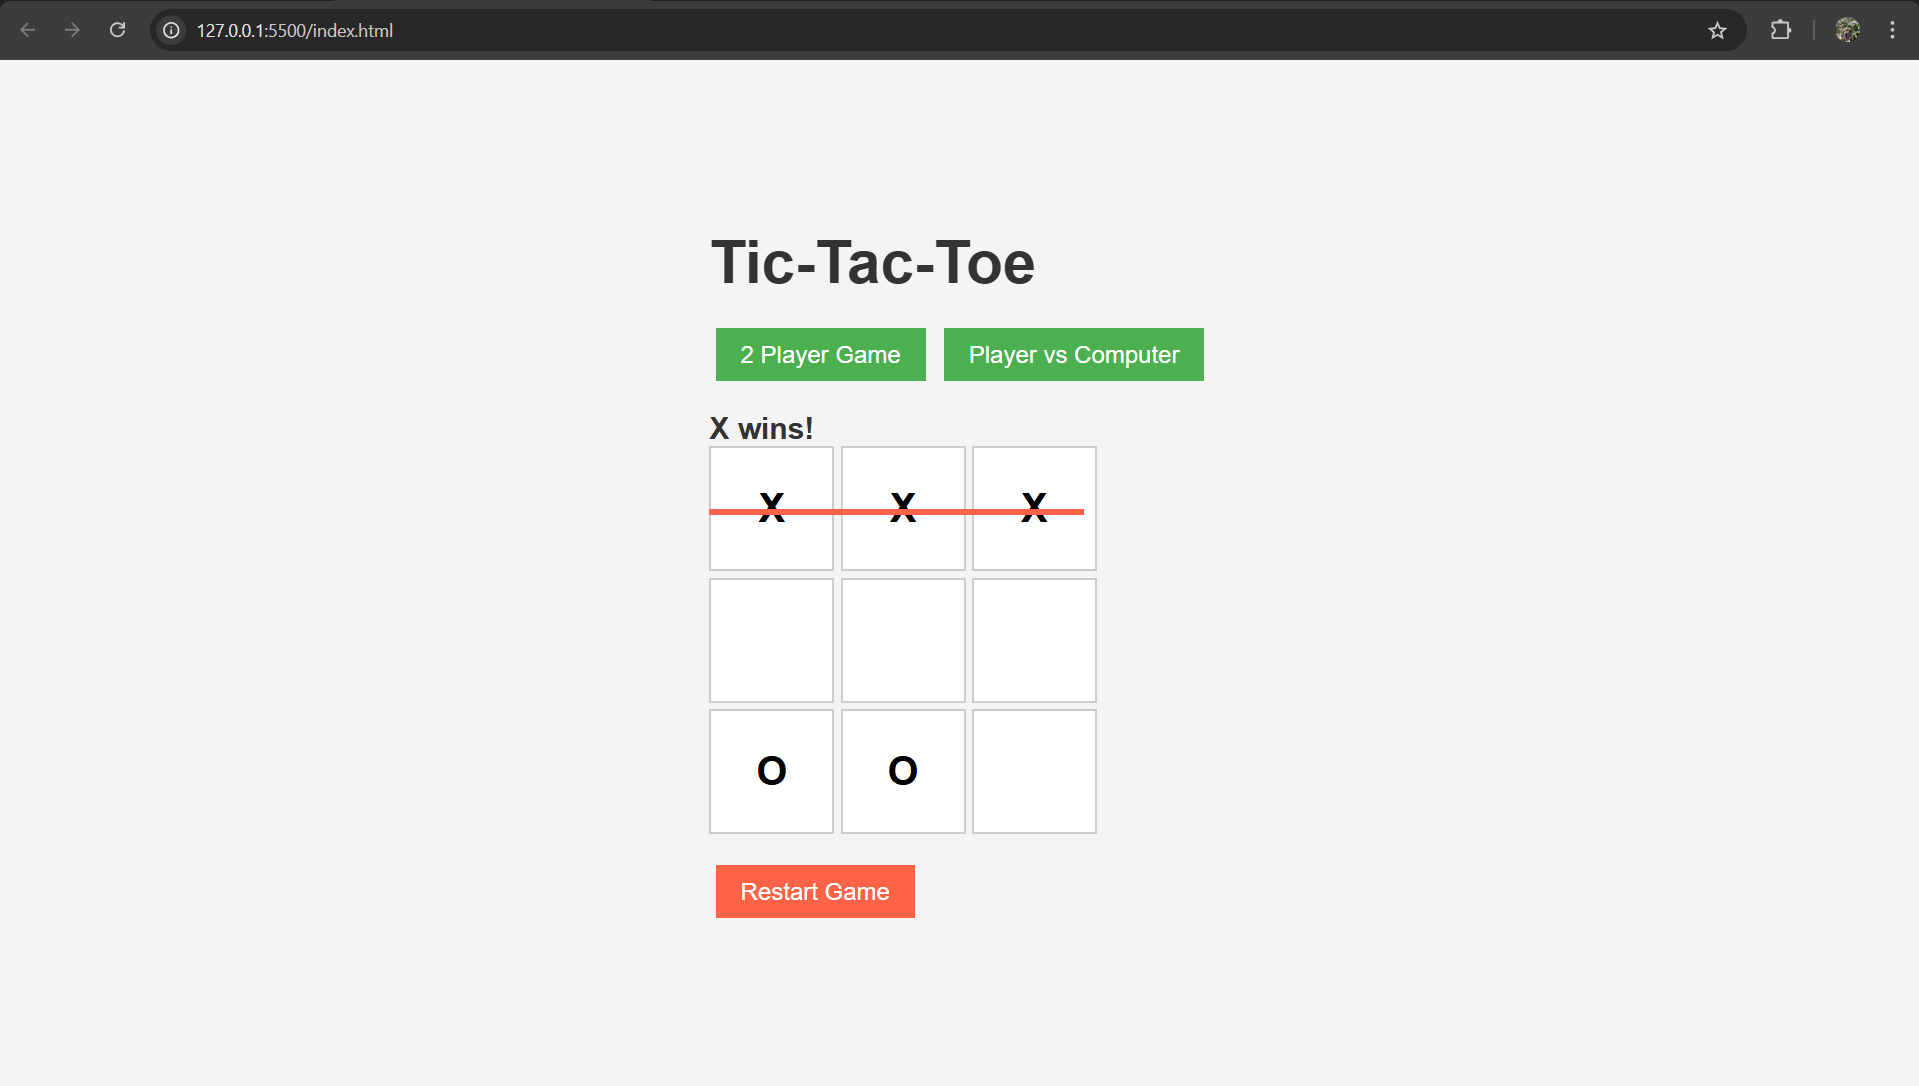 127.0.0.1:5500/index.html
Tic-Tac-Toe
2 Player Game Player vs Computer
X wins!
X X X
O O
Restart Game